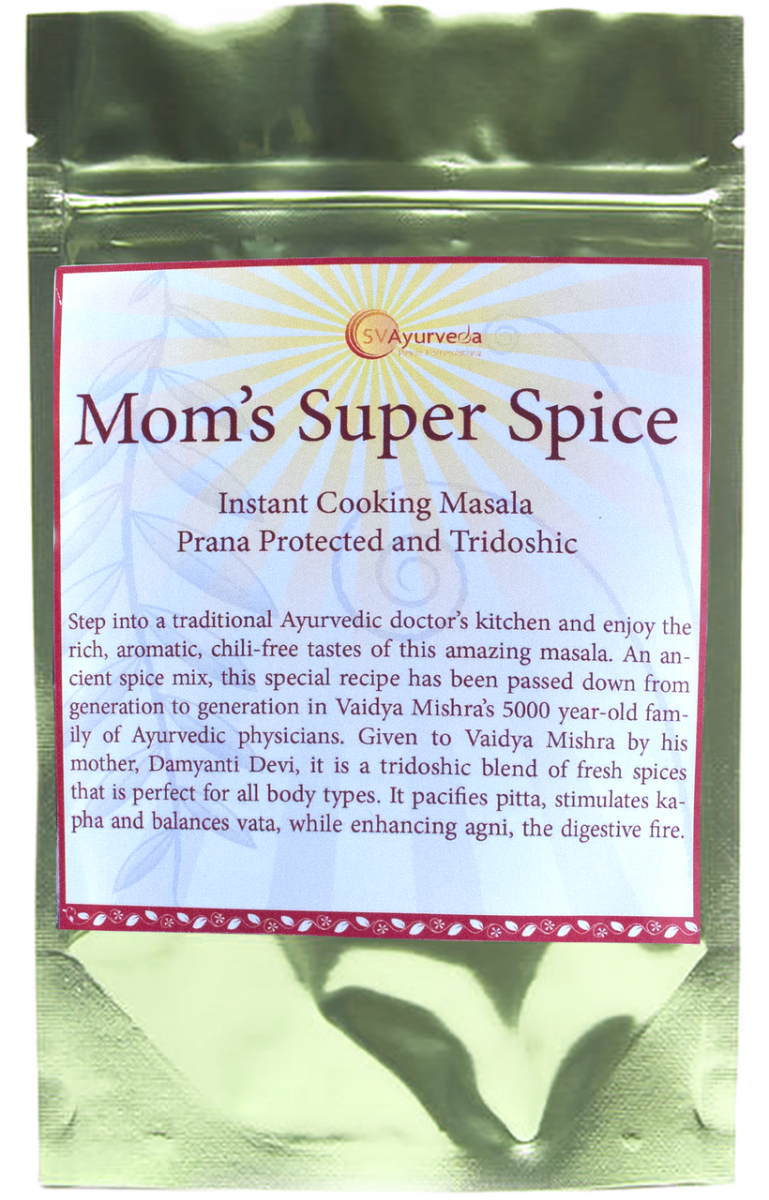 SVAyurveda
Mom's Super Spice
Instant Cooking Masala
Prana Protected and Tridoshic
Step into a traditional Ayurvedic doctor's kitchen and enjoy the
rich, aromatic, chili-free tastes of this amazing masala. An an-
cient spice mix, this special recipe has been passed down from
generation to generation in Vaidya Mishra's 5000 year-old fam-
ily of Ayurvedic physicians. Given to Vaidya Mishra by his
mother, Damyanti Devi, it is a tridoshic blend of fresh spices
that is perfect for all body types. It pacifies pitta, stimulates ka-
pha and balances vata, while enhancing agni, the digestive fire.